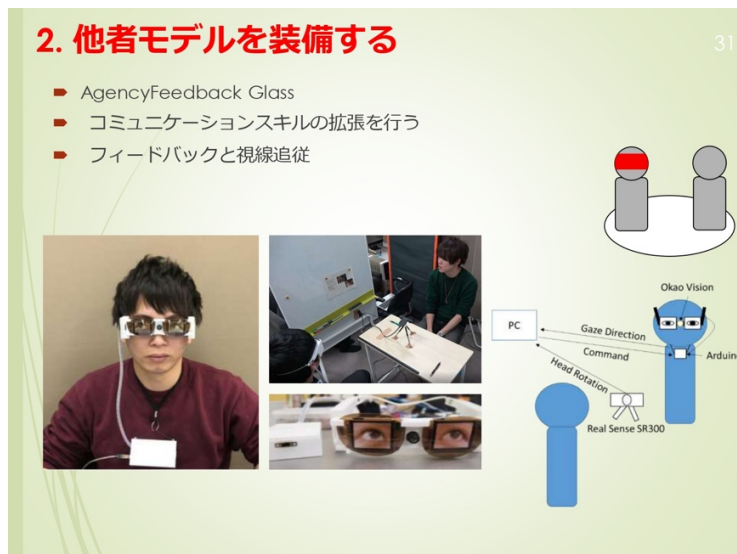 2. 他者モデルを装備する
31
AgencyFeedback Glass
コミュニケーションスキルの拡張を行う
フィードバックと視線追従
Okao Vision
PC
Gaze Direction
Command
Arduino
Head Rotation
Real Sense SR300